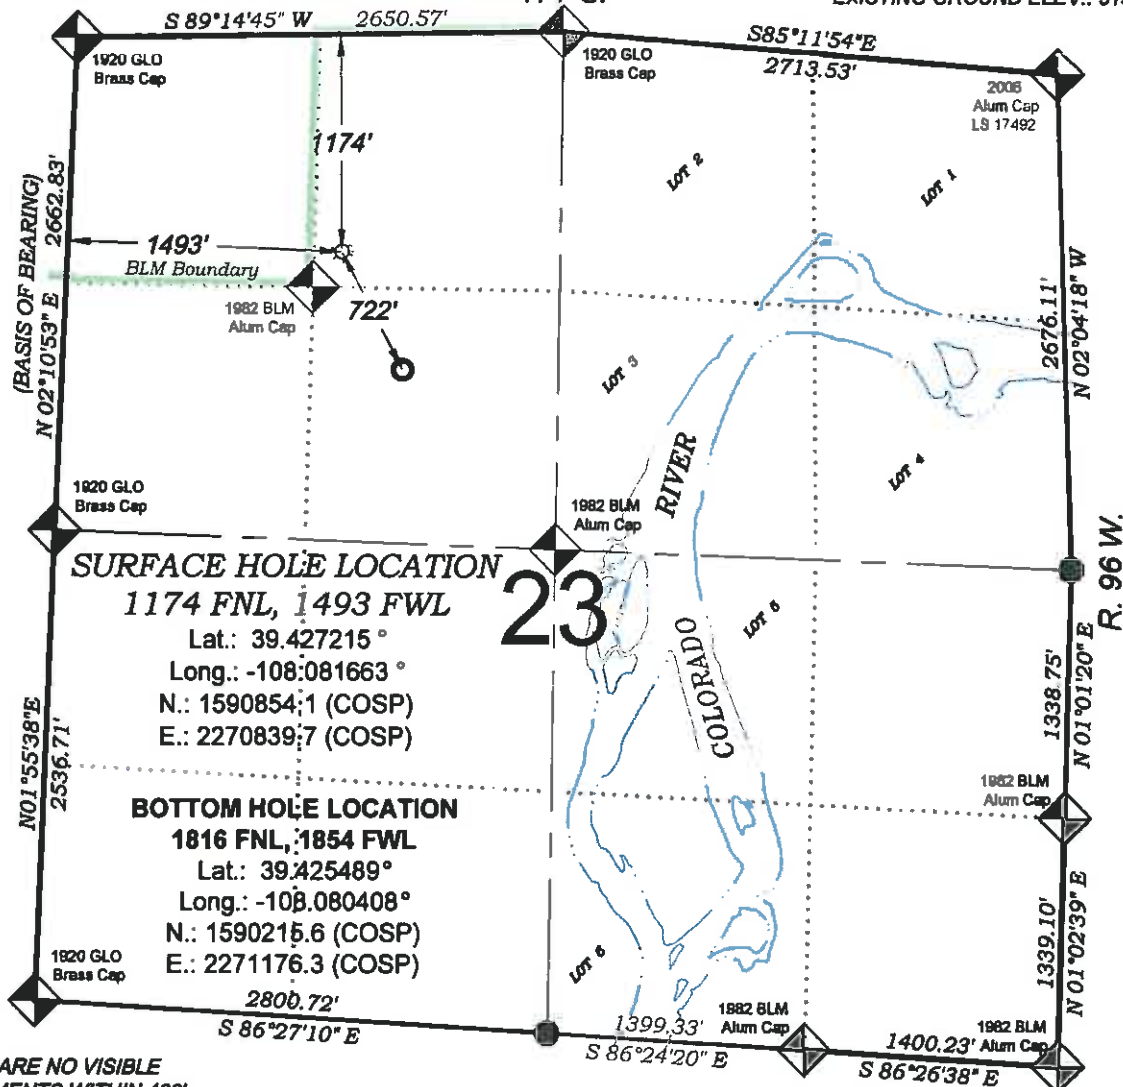 S 89°14'45" W 2650.57'
S85°11'54"E
2713.53'
1920 GLO
Brass Cap
1920 GLO
Brass Cap
2006
Alum Cap
LS 17492
1174'
LOT 2
LOT 1
(BASIS OF BEARING)
N 02°10'53" E 2662.83'
1493'
BLM Boundary
1982 BLM
Alum Cap
722'
2676.11'
N 02°04'18" W
LOT 3
LOT 4
RIVER
1920 GLO
Brass Cap
1982 BLM
Alum Cap
R. 96 W.
SURFACE HOLE LOCATION
1174 FNL, 1493 FWL
Lat.: 39.427215 °
Long.: -108.081663 °
N.: 1590854.1 (COSP)
E.: 2270839.7 (COSP)
23
LOT 5
COLORADO
1338.75'
N 01°01'20" E
N01°55'38"E
2536.71'
1982 BLM
Alum Cap
BOTTOM HOLE LOCATION
1816 FNL, 1854 FWL
Lat.: 39.425489°
Long.: -108.080408°
N.: 1590215.6 (COSP)
E.: 2271176.3 (COSP)
1339.10'
N 01°02'39" E
1920 GLO
Brass Cap
LOT 6
2800.72'
S 86°27'10" E
1399.33'
S 86°24'20" E
1982 BLM
Alum Cap
1400.23'
S 86°26'38" E
1982 BLM
Alum Cap
ARE NO VISIBLE